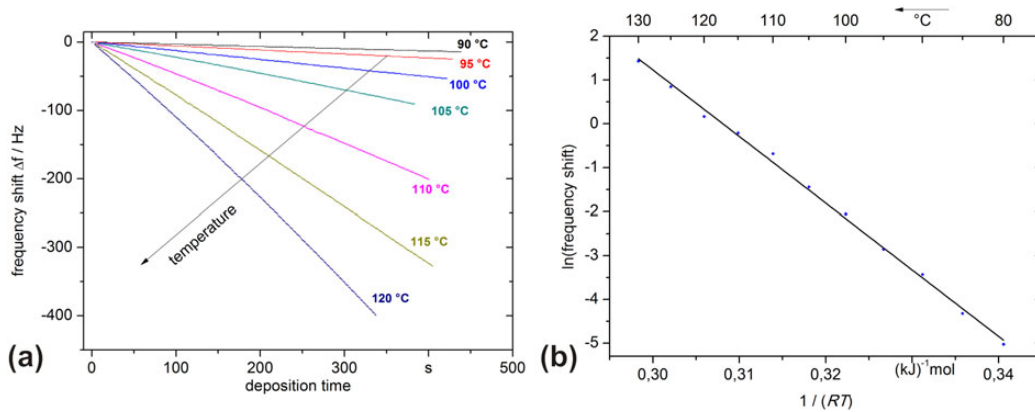 0
-100
-200
-300
-400
frequency shift Δf / Hz
90 °C
95 °C
100 °C
105 °C
110 °C
115 °C
120 °C
temperature
0 100 200 300 s 500
deposition time
(a)
130 120 110 100 °C 80
2
1
0
-1
-2
-3
-4
-5
ln(frequency shift)
0,30 0,31 0,32 (kJ)⁻¹mol 0,34
1 / (RT)
(b)